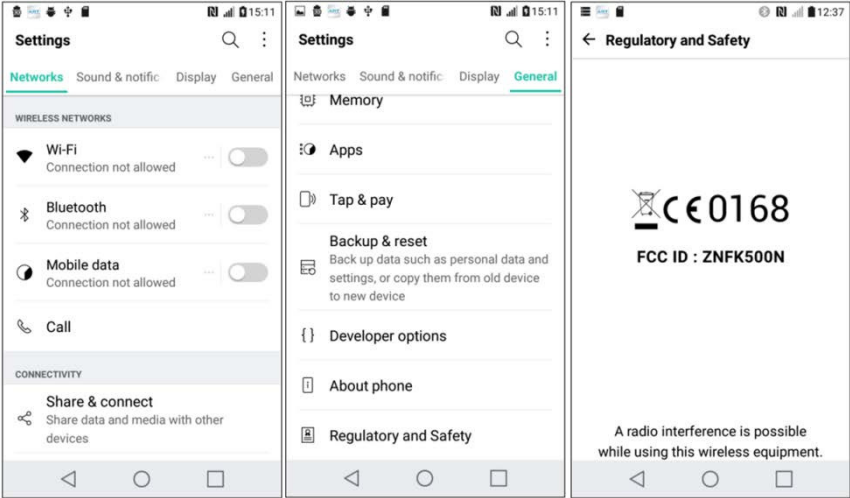 15:11
Settings
Networks Sound & notific Display General
WIRELESS NETWORKS
Wi-Fi
Connection not allowed
Bluetooth
Connection not allowed
Mobile data
Connection not allowed
Call
CONNECTIVITY
Share & connect
Share data and media with other
devices
15:11
Settings
Networks Sound & notific Display General
Memory
Apps
Tap & pay
Backup & reset
Back up data such as personal data and
settings, or copy them from old device
to new device
Developer options
About phone
Regulatory and Safety
12:37
Regulatory and Safety
CE0168
FCC ID : ZNFK500N
A radio interference is possible
while using this wireless equipment.